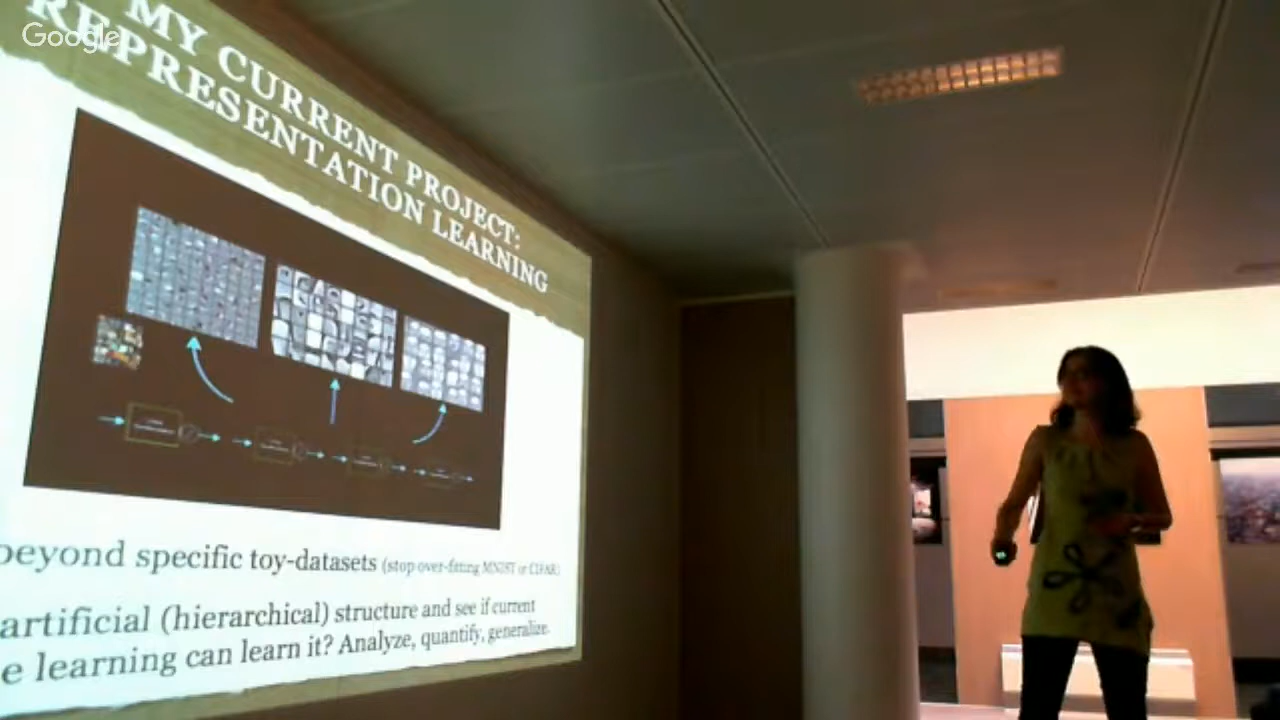 Google
MY CURRENT PROJECT:
REPRESENTATION LEARNING
beyond specific toy-datasets (stop over-fitting MNIST or CIFAR)
artificial (hierarchical) structure and see if current
e learning can learn it? Analyze, quantify, generalize.